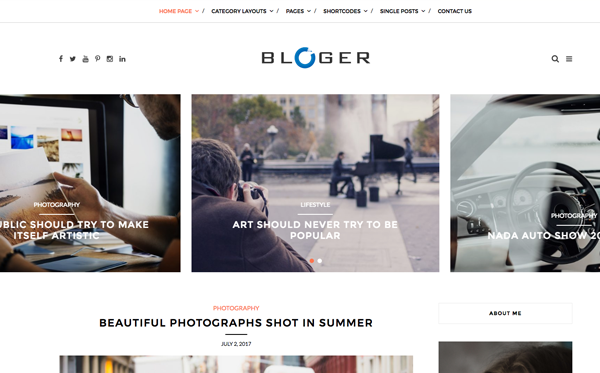 HOME PAGE / CATEGORY LAYOUTS / PAGES / SHORTCODES / SINGLE POSTS / CONTACT US
BLOGER
PHOTOGRAPHY
UBLIC SHOULD TRY TO MAKE
ITSELF ARTISTIC
LIFESTYLE
ART SHOULD NEVER TRY TO BE
POPULAR
PHOTOGRAPHY
NADA AUTO SHOW 20
PHOTOGRAPHY
BEAUTIFUL PHOTOGRAPHS SHOT IN SUMMER
JULY 2, 2017
ABOUT ME